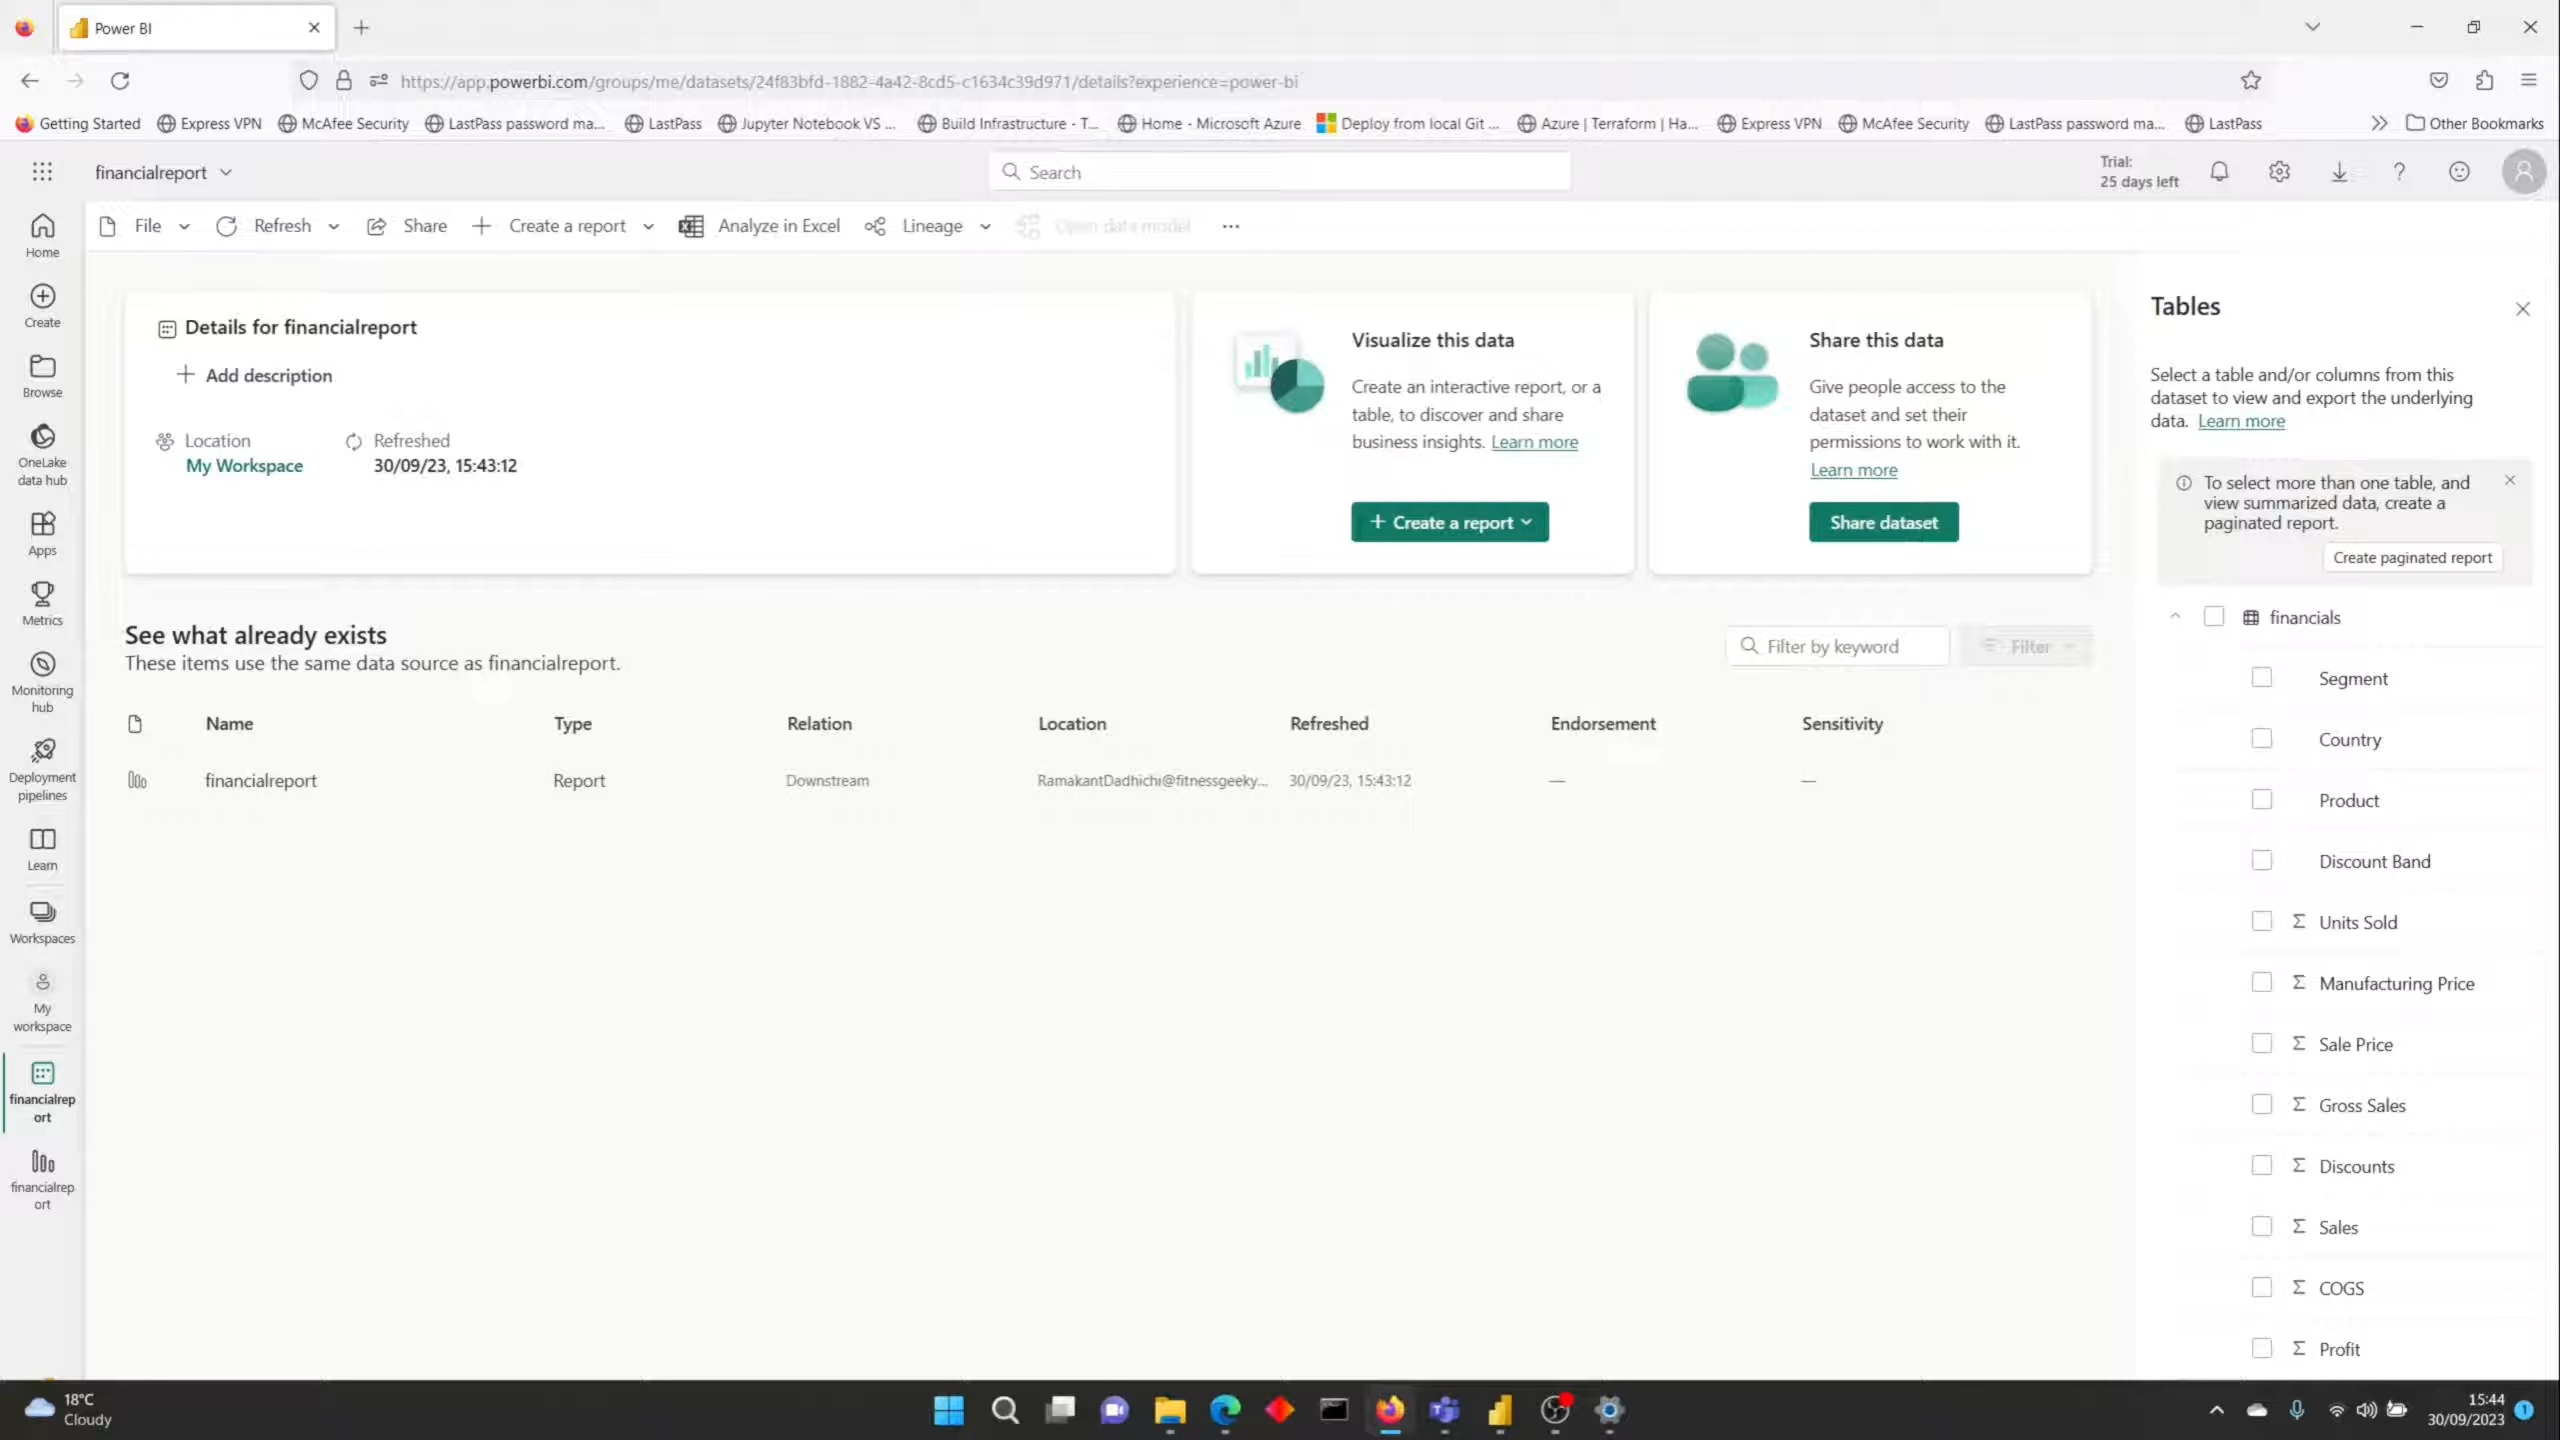 Power BI
https://app.powerbi.com/groups/me/datasets/24f83bfd-1882-4a42-8cd5-c1634c39d971/details?experience=power-bi
Getting Started
Express VPN
McAfee Security
LastPass password ma...
LastPass
Jupyter Notebook VS ...
Build Infrastructure - T...
Home - Microsoft Azure
Deploy from local Git ...
Azure | Terraform | Ha...
Express VPN
McAfee Security
LastPass password ma...
LastPass
Other Bookmarks
financialreport
Search
Trial:
25 days left
File
Refresh
Share
Create a report
Analyze in Excel
Lineage
Open data model
Home
Create
Browse
OneLake
data hub
Apps
Metrics
Monitoring
hub
Deployment
pipelines
Learn
Workspaces
My
workspace
financialrep
ort
financialrep
ort
Details for financialreport
Add description
Location
My Workspace
Refreshed
30/09/23, 15:43:12
Visualize this data
Create an interactive report, or a
table, to discover and share
business insights. Learn more
Create a report
Share this data
Give people access to the
dataset and set their
permissions to work with it.
Learn more
Share dataset
See what already exists
These items use the same data source as financialreport.
Filter by keyword
Filter
Name Type Relation Location Refreshed Endorsement Sensitivity
financialreport Report Downstream RamakantDadhichi@fitnessgeeky... 30/09/23, 15:43:12 — —
Tables
Select a table and/or columns from this
dataset to view and export the underlying
data. Learn more
To select more than one table, and
view summarized data, create a
paginated report.
Create paginated report
financials
Segment
Country
Product
Discount Band
Σ Units Sold
Σ Manufacturing Price
Σ Sale Price
Σ Gross Sales
Σ Discounts
Σ Sales
Σ COGS
Σ Profit
18°C
Cloudy
15:44
30/09/2023
1